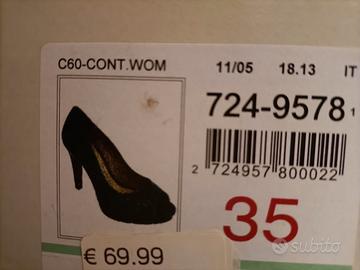 C60-CONT.WOM 11/05 18.13 IT
724-9578 1
2 724957 800022
35
€ 69.99
subito